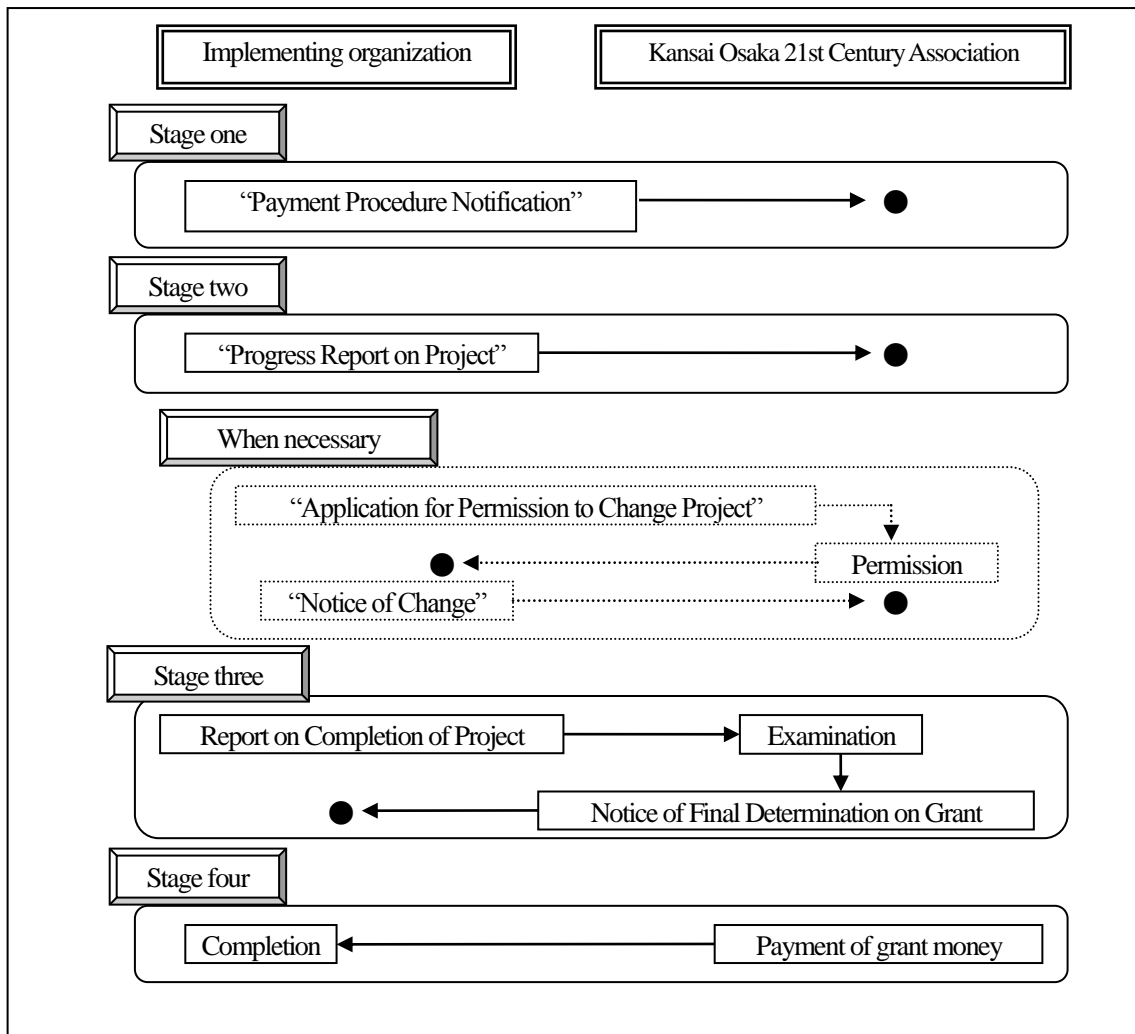 Implementing organization
Kansai Osaka 21st Century Association
Stage one
“Payment Procedure Notification”
Stage two
“Progress Report on Project”
When necessary
“Application for Permission to Change Project”
Permission
“Notice of Change”
Stage three
Report on Completion of Project
Examination
Notice of Final Determination on Grant
Stage four
Completion
Payment of grant money